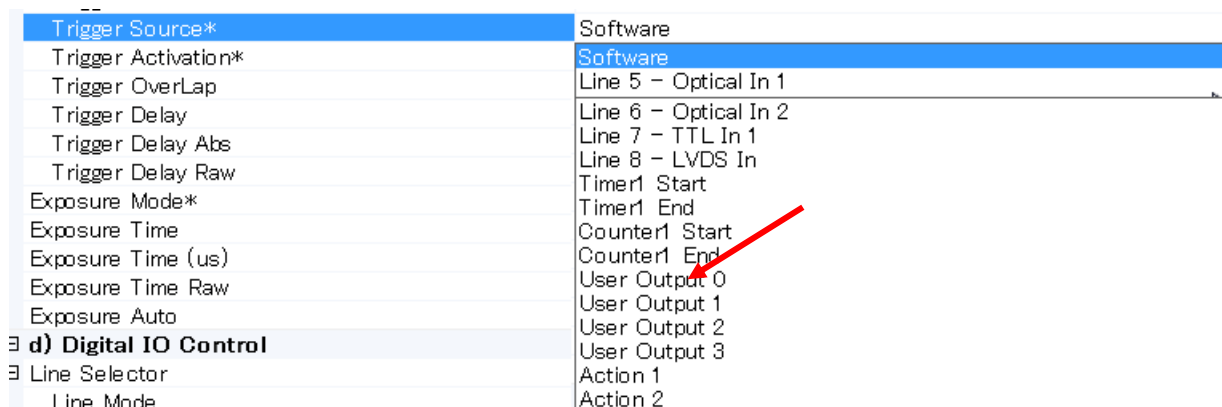 Trigger Source* Software
Trigger Activation* Software
Trigger OverLap Line 5 - Optical In 1
Trigger Delay Line 6 - Optical In 2
Trigger Delay Abs Line 7 - TTL In 1
Trigger Delay Raw Line 8 - LVDS In
Timer1 Start
Exposure Mode* Timer1 End
Exposure Time Counter1 Start
Exposure Time (us) Counter1 End
Exposure Time Raw User Output 0
User Output 1
Exposure Auto User Output 2
d) Digital IO Control User Output 3
Line Selector Action 1
Line Mode Action 2